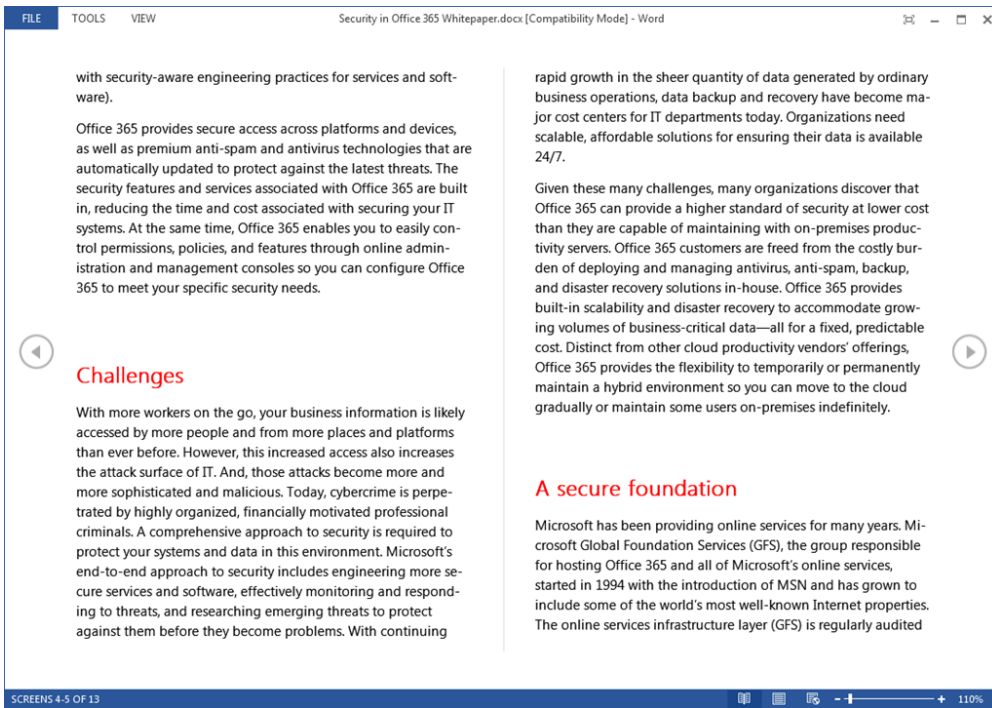 FILE TOOLS VIEW Security in Office 365 Whitepaper.docx [Compatibility Mode] - Word
with security-aware engineering practices for services and soft-
ware).
Office 365 provides secure access across platforms and devices,
as well as premium anti-spam and antivirus technologies that are
automatically updated to protect against the latest threats. The
security features and services associated with Office 365 are built
in, reducing the time and cost associated with securing your IT
systems. At the same time, Office 365 enables you to easily con-
trol permissions, policies, and features through online admin-
istration and management consoles so you can configure Office
365 to meet your specific security needs.
Challenges
With more workers on the go, your business information is likely
accessed by more people and from more places and platforms
than ever before. However, this increased access also increases
the attack surface of IT. And, those attacks become more and
more sophisticated and malicious. Today, cybercrime is perpe-
trated by highly organized, financially motivated professional
criminals. A comprehensive approach to security is required to
protect your systems and data in this environment. Microsoft's
end-to-end approach to security includes engineering more se-
cure services and software, effectively monitoring and respond-
ing to threats, and researching emerging threats to protect
against them before they become problems. With continuing
rapid growth in the sheer quantity of data generated by ordinary
business operations, data backup and recovery have become ma-
jor cost centers for IT departments today. Organizations need
scalable, affordable solutions for ensuring their data is available
24/7.
Given these many challenges, many organizations discover that
Office 365 can provide a higher standard of security at lower cost
than they are capable of maintaining with on-premises produc-
tivity servers. Office 365 customers are freed from the costly bur-
den of deploying and managing antivirus, anti-spam, backup,
and disaster recovery solutions in-house. Office 365 provides
built-in scalability and disaster recovery to accommodate grow-
ing volumes of business-critical data—all for a fixed, predictable
cost. Distinct from other cloud productivity vendors' offerings,
Office 365 provides the flexibility to temporarily or permanently
maintain a hybrid environment so you can move to the cloud
gradually or maintain some users on-premises indefinitely.
A secure foundation
Microsoft has been providing online services for many years. Mi-
crosoft Global Foundation Services (GFS), the group responsible
for hosting Office 365 and all of Microsoft's online services,
started in 1994 with the introduction of MSN and has grown to
include some of the world's most well-known Internet properties.
The online services infrastructure layer (GFS) is regularly audited
SCREENS 4-5 OF 13 110%